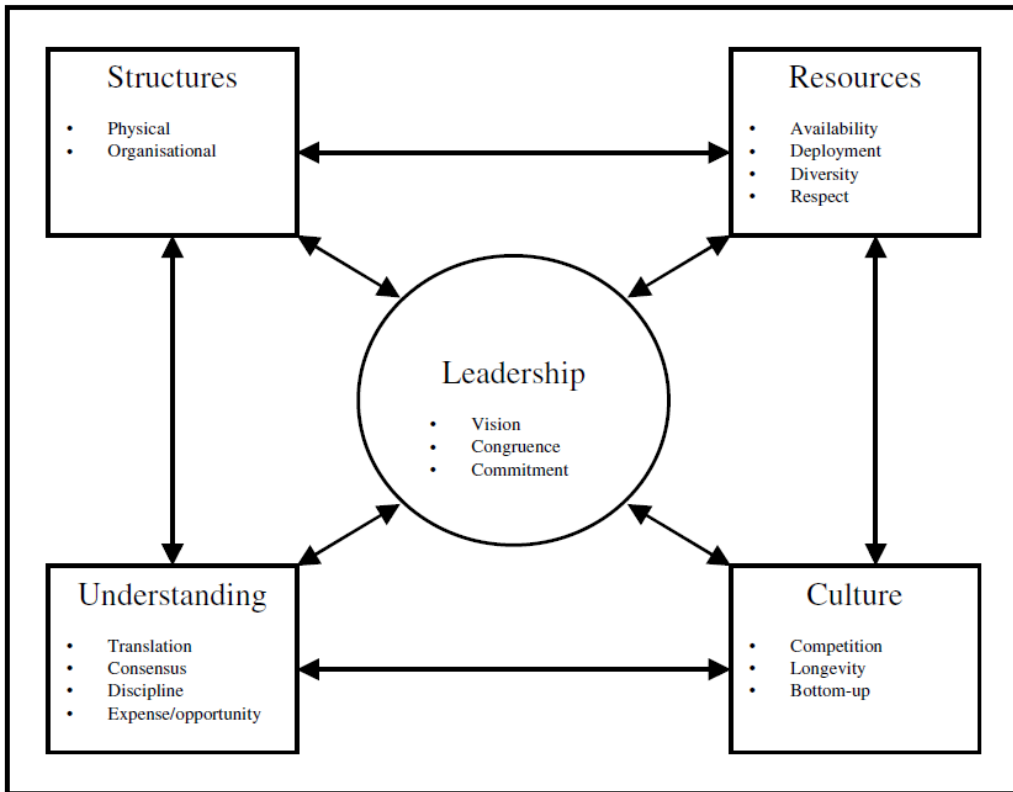 Structures
• Physical
• Organisational
Resources
• Availability
• Deployment
• Diversity
• Respect
Leadership
• Vision
• Congruence
• Commitment
Understanding
• Translation
• Consensus
• Discipline
• Expense/opportunity
Culture
• Competition
• Longevity
• Bottom-up